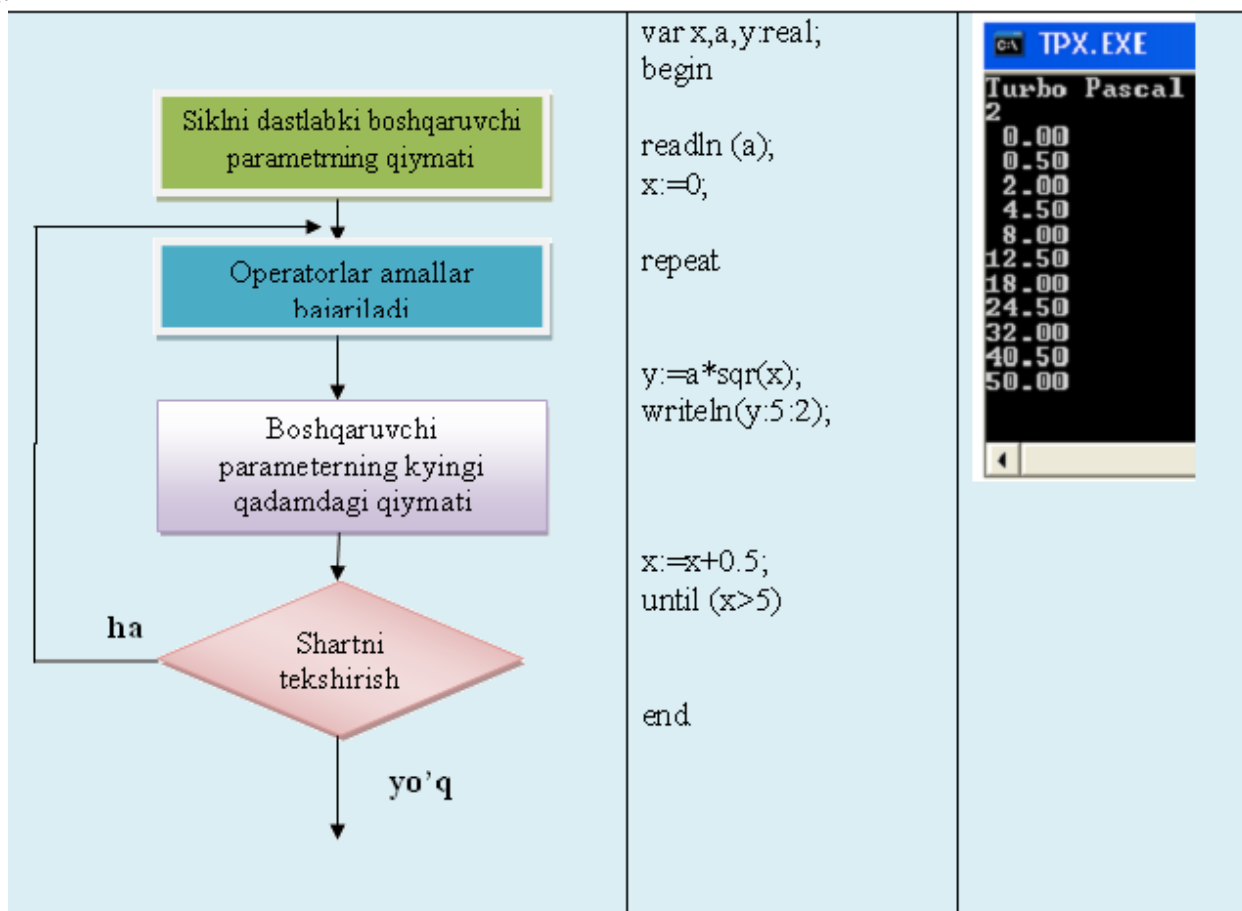 Siklni dastlabki boshqaruvchi
parametrning qiymati
Operatorlar amallar
bajariladi
Boshqaruvchi
parameterning kyingi
qadamdagi qiymati
ha
Shartni
tekshirish
yo’q
var x,a,y:real;
begin
readln (a);
x:=0;
repeat
y:=a*sqr(x);
writeln(y:5:2);
x:=x+0.5;
until (x>5)
end
TPX.EXE
Turbo Pascal
2
0.00
0.50
2.00
4.50
8.00
12.50
18.00
24.50
32.00
40.50
50.00